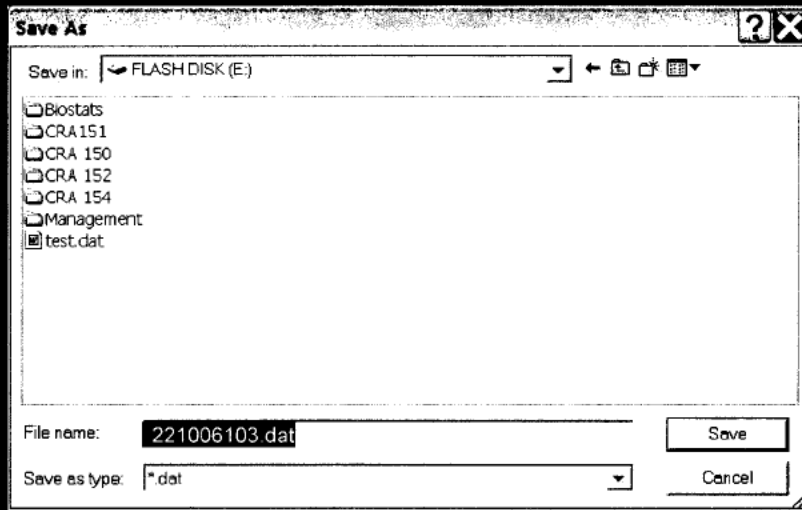 Save As
Save in: FLASH DISK (E:)
Biostats
CRA151
CRA 150
CRA 152
CRA 154
Management
test.dat
File name: 221006103.dat Save
Save as type: *.dat Cancel